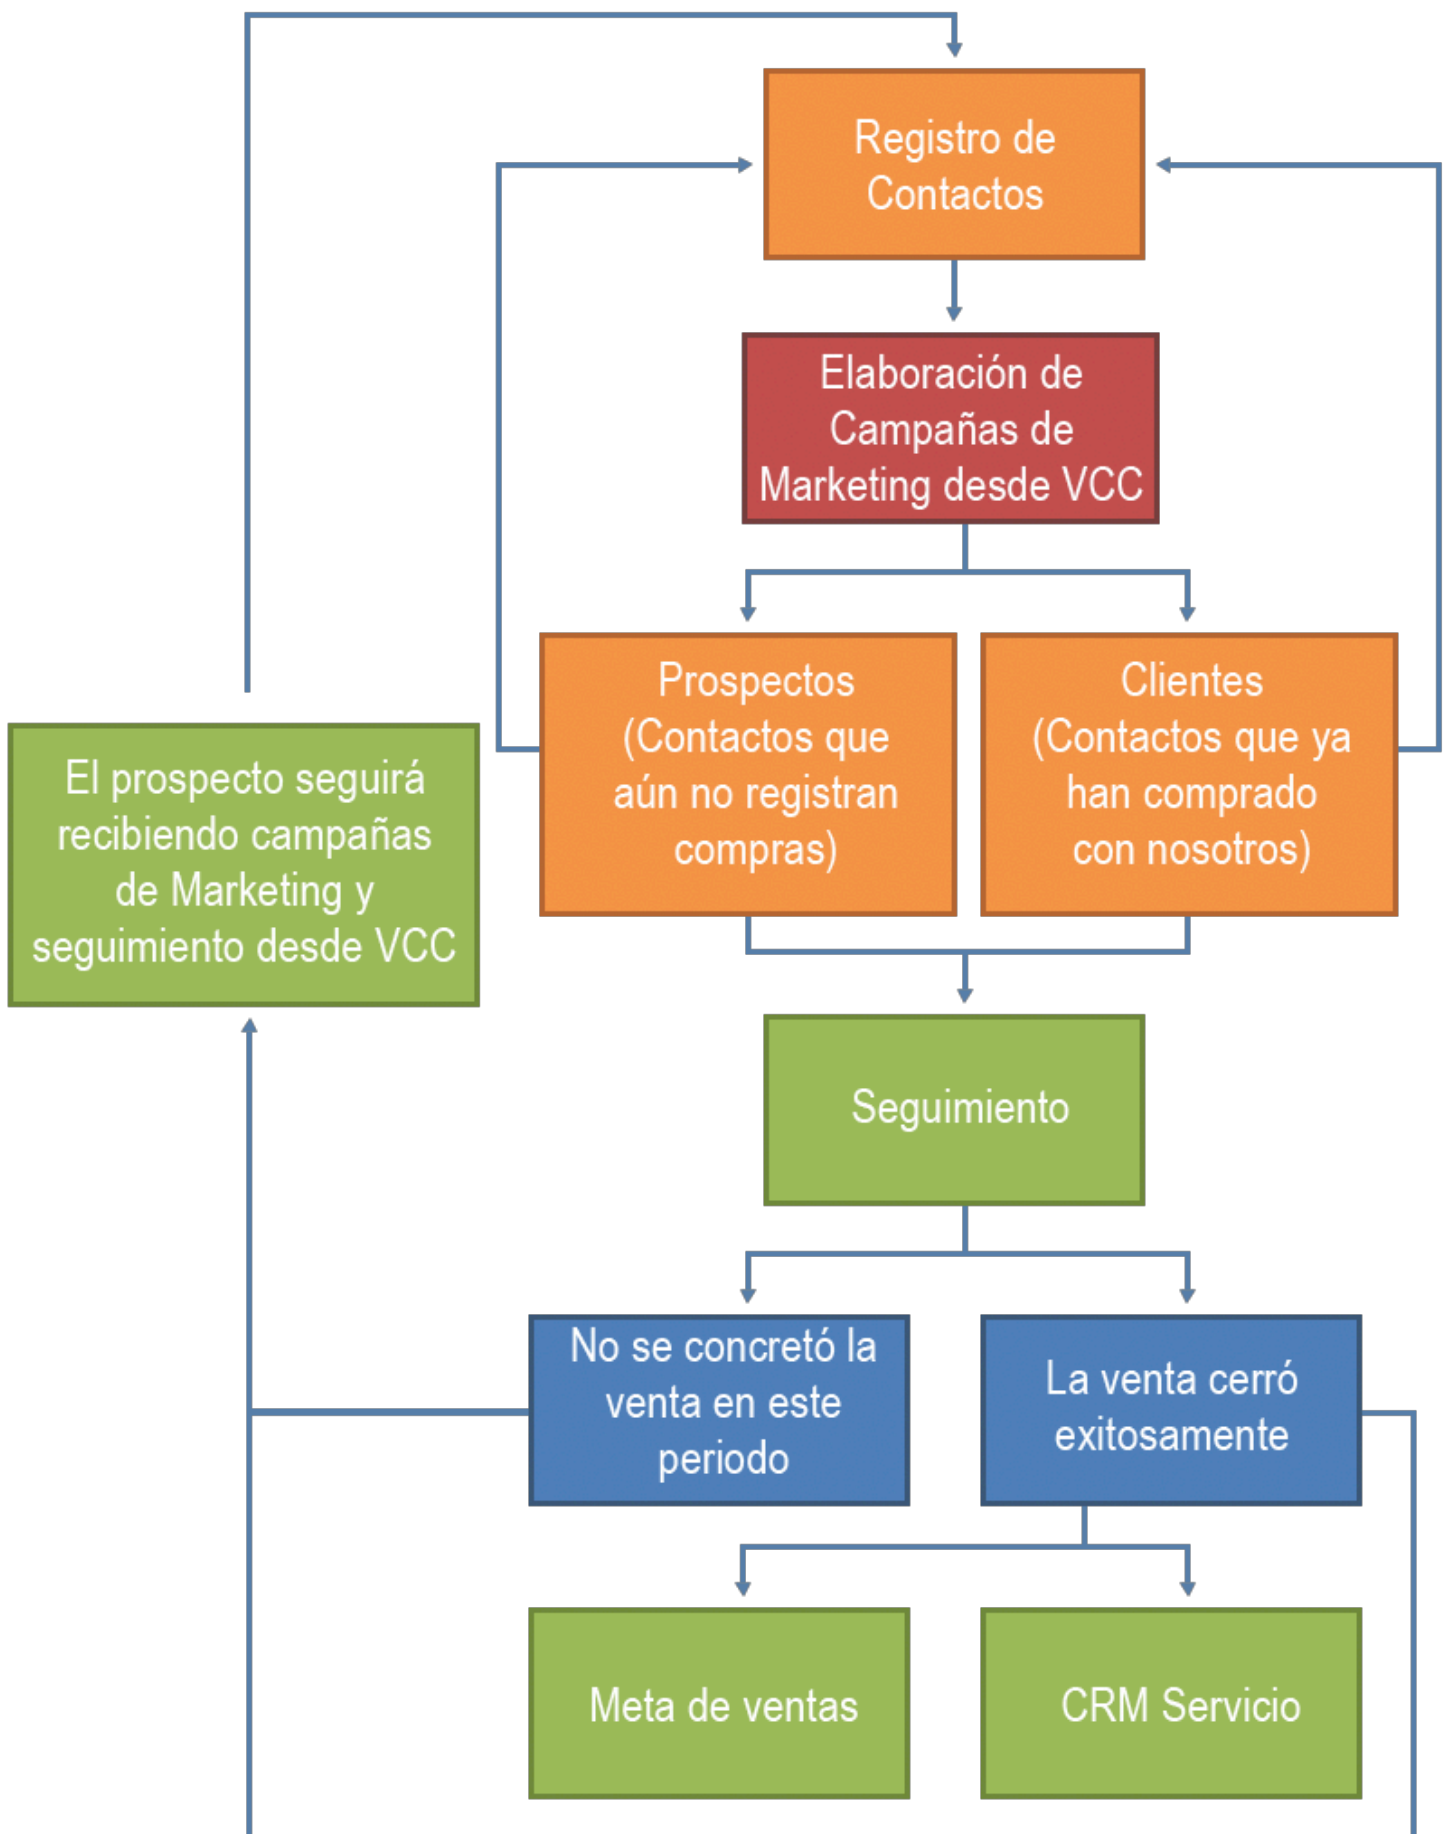 Registro de
Contactos
Elaboración de
Campañas de
Marketing desde VCC
Prospectos
(Contactos que
aún no registran
compras)
Clientes
(Contactos que ya
han comprado
con nosotros)
El prospecto seguirá
recibiendo campañas
de Marketing y
seguimiento desde VCC
Seguimiento
No se concretó la
venta en este
periodo
La venta cerró
exitosamente
Meta de ventas
CRM Servicio